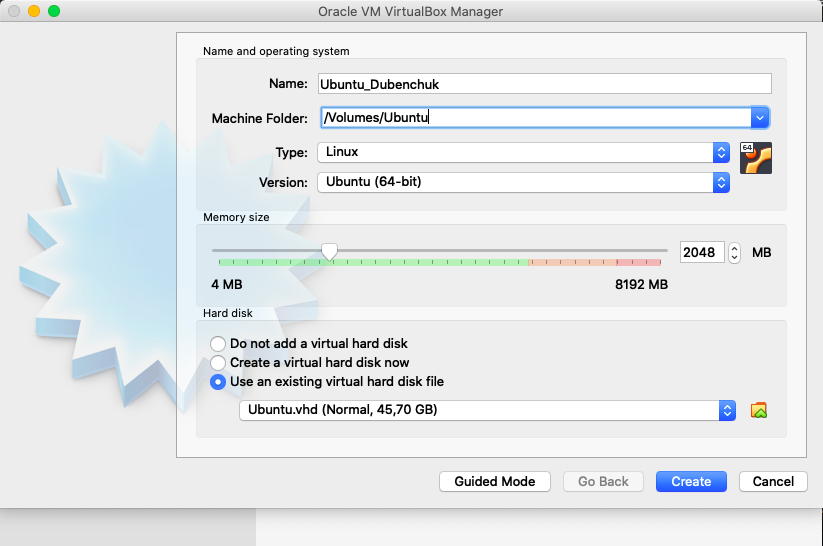 Oracle VM VirtualBox Manager
Name and operating system
Name: Ubuntu_Dubenchuk
Machine Folder: /Volumes/Ubuntu
Type: Linux
64
Version: Ubuntu (64-bit)
Memory size
2048 MB
4 MB 8192 MB
Hard disk
Do not add a virtual hard disk
Create a virtual hard disk now
Use an existing virtual hard disk file
Ubuntu.vhd (Normal, 45,70 GB)
Guided Mode Go Back Create Cancel